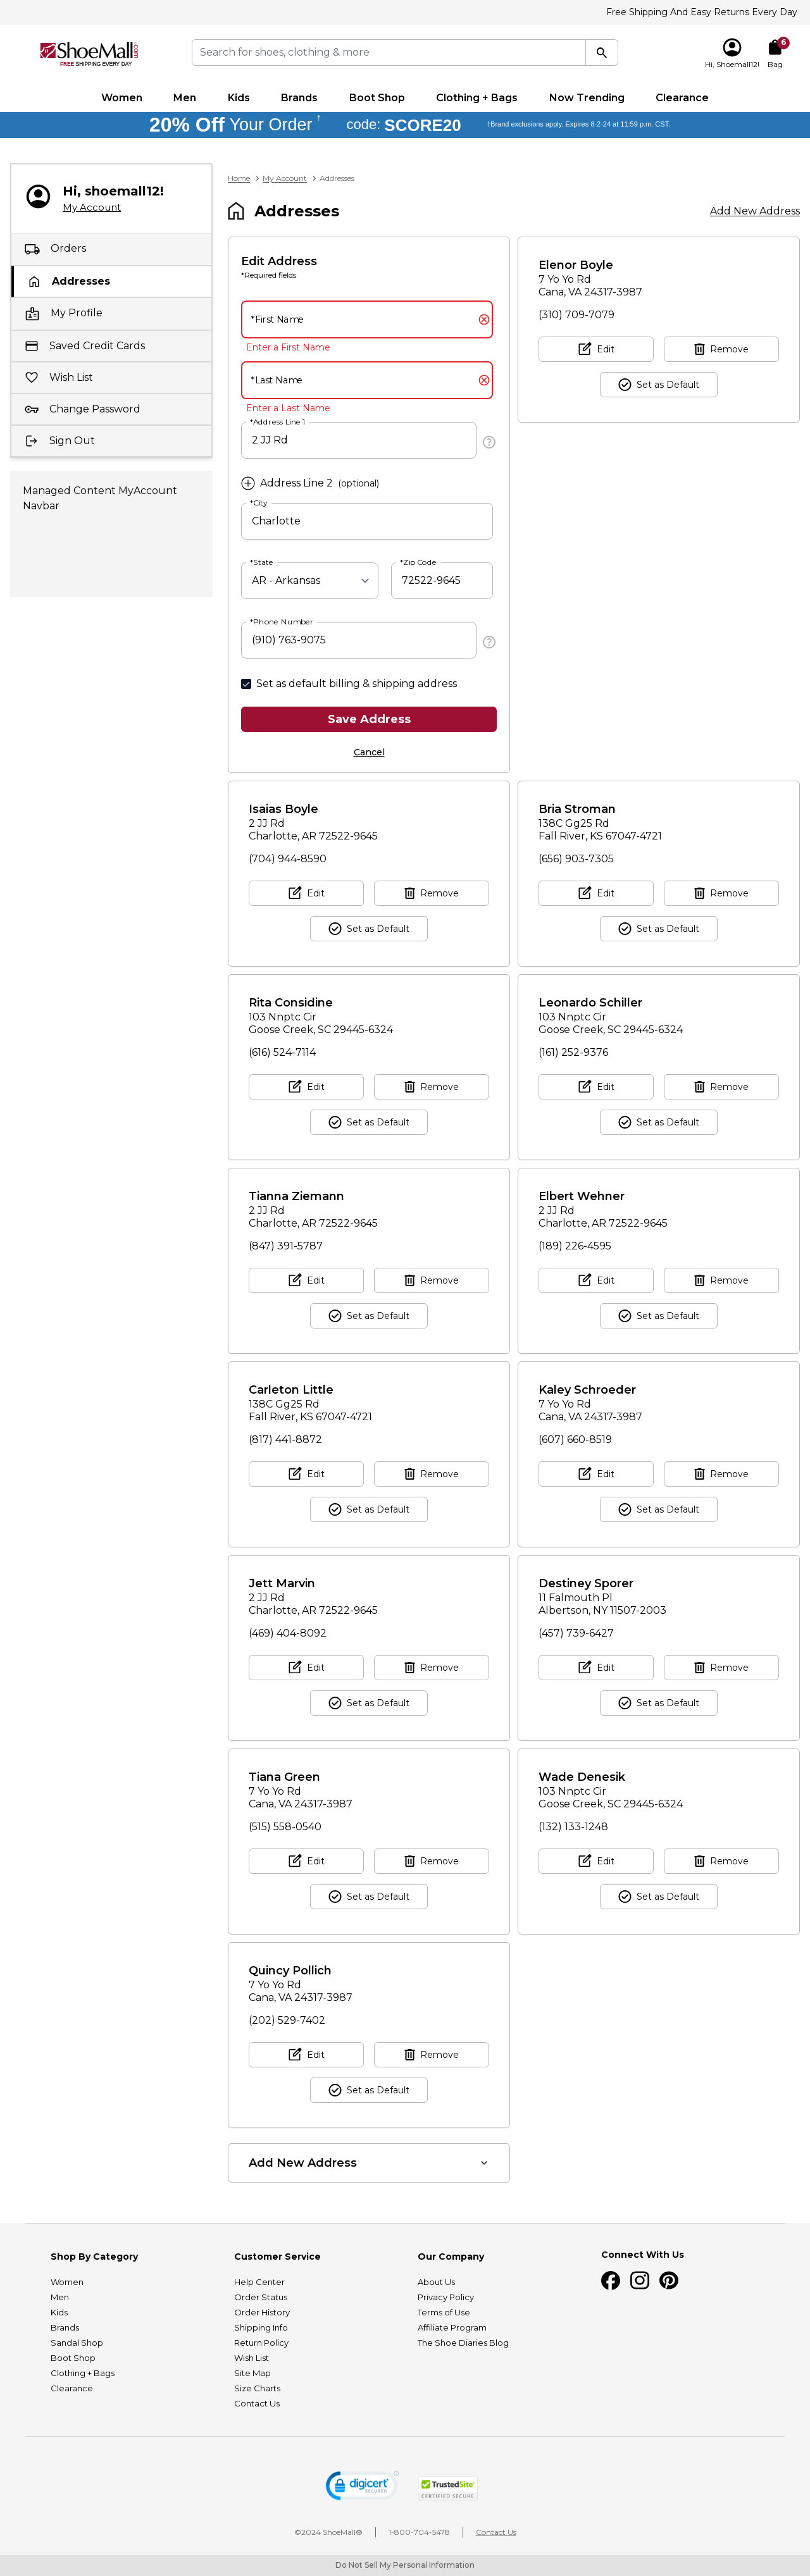 Free Shipping And Easy Returns Every Day
ShoeMall.com
FREE SHIPPING EVERY DAY
Search for shoes, clothing & more
Hi, Shoemall12!
6
Bag
Women Men Kids Brands Boot Shop Clothing + Bags Now Trending Clearance
20% Off Your Order † code: SCORE20 †Brand exclusions apply. Expires 8-2-24 at 11:59 p.m. CST.
Hi, shoemall12!
My Account
Orders
Addresses
My Profile
Saved Credit Cards
Wish List
Change Password
Sign Out
Managed Content MyAccount
Navbar
Home > My Account > Addresses
Addresses
Add New Address
Edit Address
*Required fields
*First Name
Enter a First Name
*Last Name
Enter a Last Name
*Address Line 1
2 JJ Rd
?
Address Line 2 (optional)
*City
Charlotte
*State
AR - Arkansas
*Zip Code
72522-9645
*Phone Number
(910) 763-9075
?
Set as default billing & shipping address
Save Address
Cancel
Elenor Boyle
7 Yo Yo Rd
Cana, VA 24317-3987
(310) 709-7079
Edit Remove
Set as Default
Isaias Boyle
2 JJ Rd
Charlotte, AR 72522-9645
(704) 944-8590
Edit Remove
Set as Default
Bria Stroman
138C Gg25 Rd
Fall River, KS 67047-4721
(656) 903-7305
Edit Remove
Set as Default
Rita Considine
103 Nnptc Cir
Goose Creek, SC 29445-6324
(616) 524-7114
Edit Remove
Set as Default
Leonardo Schiller
103 Nnptc Cir
Goose Creek, SC 29445-6324
(161) 252-9376
Edit Remove
Set as Default
Tianna Ziemann
2 JJ Rd
Charlotte, AR 72522-9645
(847) 391-5787
Edit Remove
Set as Default
Elbert Wehner
2 JJ Rd
Charlotte, AR 72522-9645
(189) 226-4595
Edit Remove
Set as Default
Carleton Little
138C Gg25 Rd
Fall River, KS 67047-4721
(817) 441-8872
Edit Remove
Set as Default
Kaley Schroeder
7 Yo Yo Rd
Cana, VA 24317-3987
(607) 660-8519
Edit Remove
Set as Default
Jett Marvin
2 JJ Rd
Charlotte, AR 72522-9645
(469) 404-8092
Edit Remove
Set as Default
Destiney Sporer
11 Falmouth Pl
Albertson, NY 11507-2003
(457) 739-6427
Edit Remove
Set as Default
Tiana Green
7 Yo Yo Rd
Cana, VA 24317-3987
(515) 558-0540
Edit Remove
Set as Default
Wade Denesik
103 Nnptc Cir
Goose Creek, SC 29445-6324
(132) 133-1248
Edit Remove
Set as Default
Quincy Pollich
7 Yo Yo Rd
Cana, VA 24317-3987
(202) 529-7402
Edit Remove
Set as Default
Add New Address
Shop By Category
Women
Men
Kids
Brands
Sandal Shop
Boot Shop
Clothing + Bags
Clearance
Customer Service
Help Center
Order Status
Order History
Shipping Info
Return Policy
Wish List
Site Map
Size Charts
Contact Us
Our Company
About Us
Privacy Policy
Terms of Use
Affiliate Program
The Shoe Diaries Blog
Connect With Us
digicert
SECURED
TrustedSite
CERTIFIED SECURE
©2024 ShoeMall® | 1-800-704-5478 | Contact Us
Do Not Sell My Personal Information